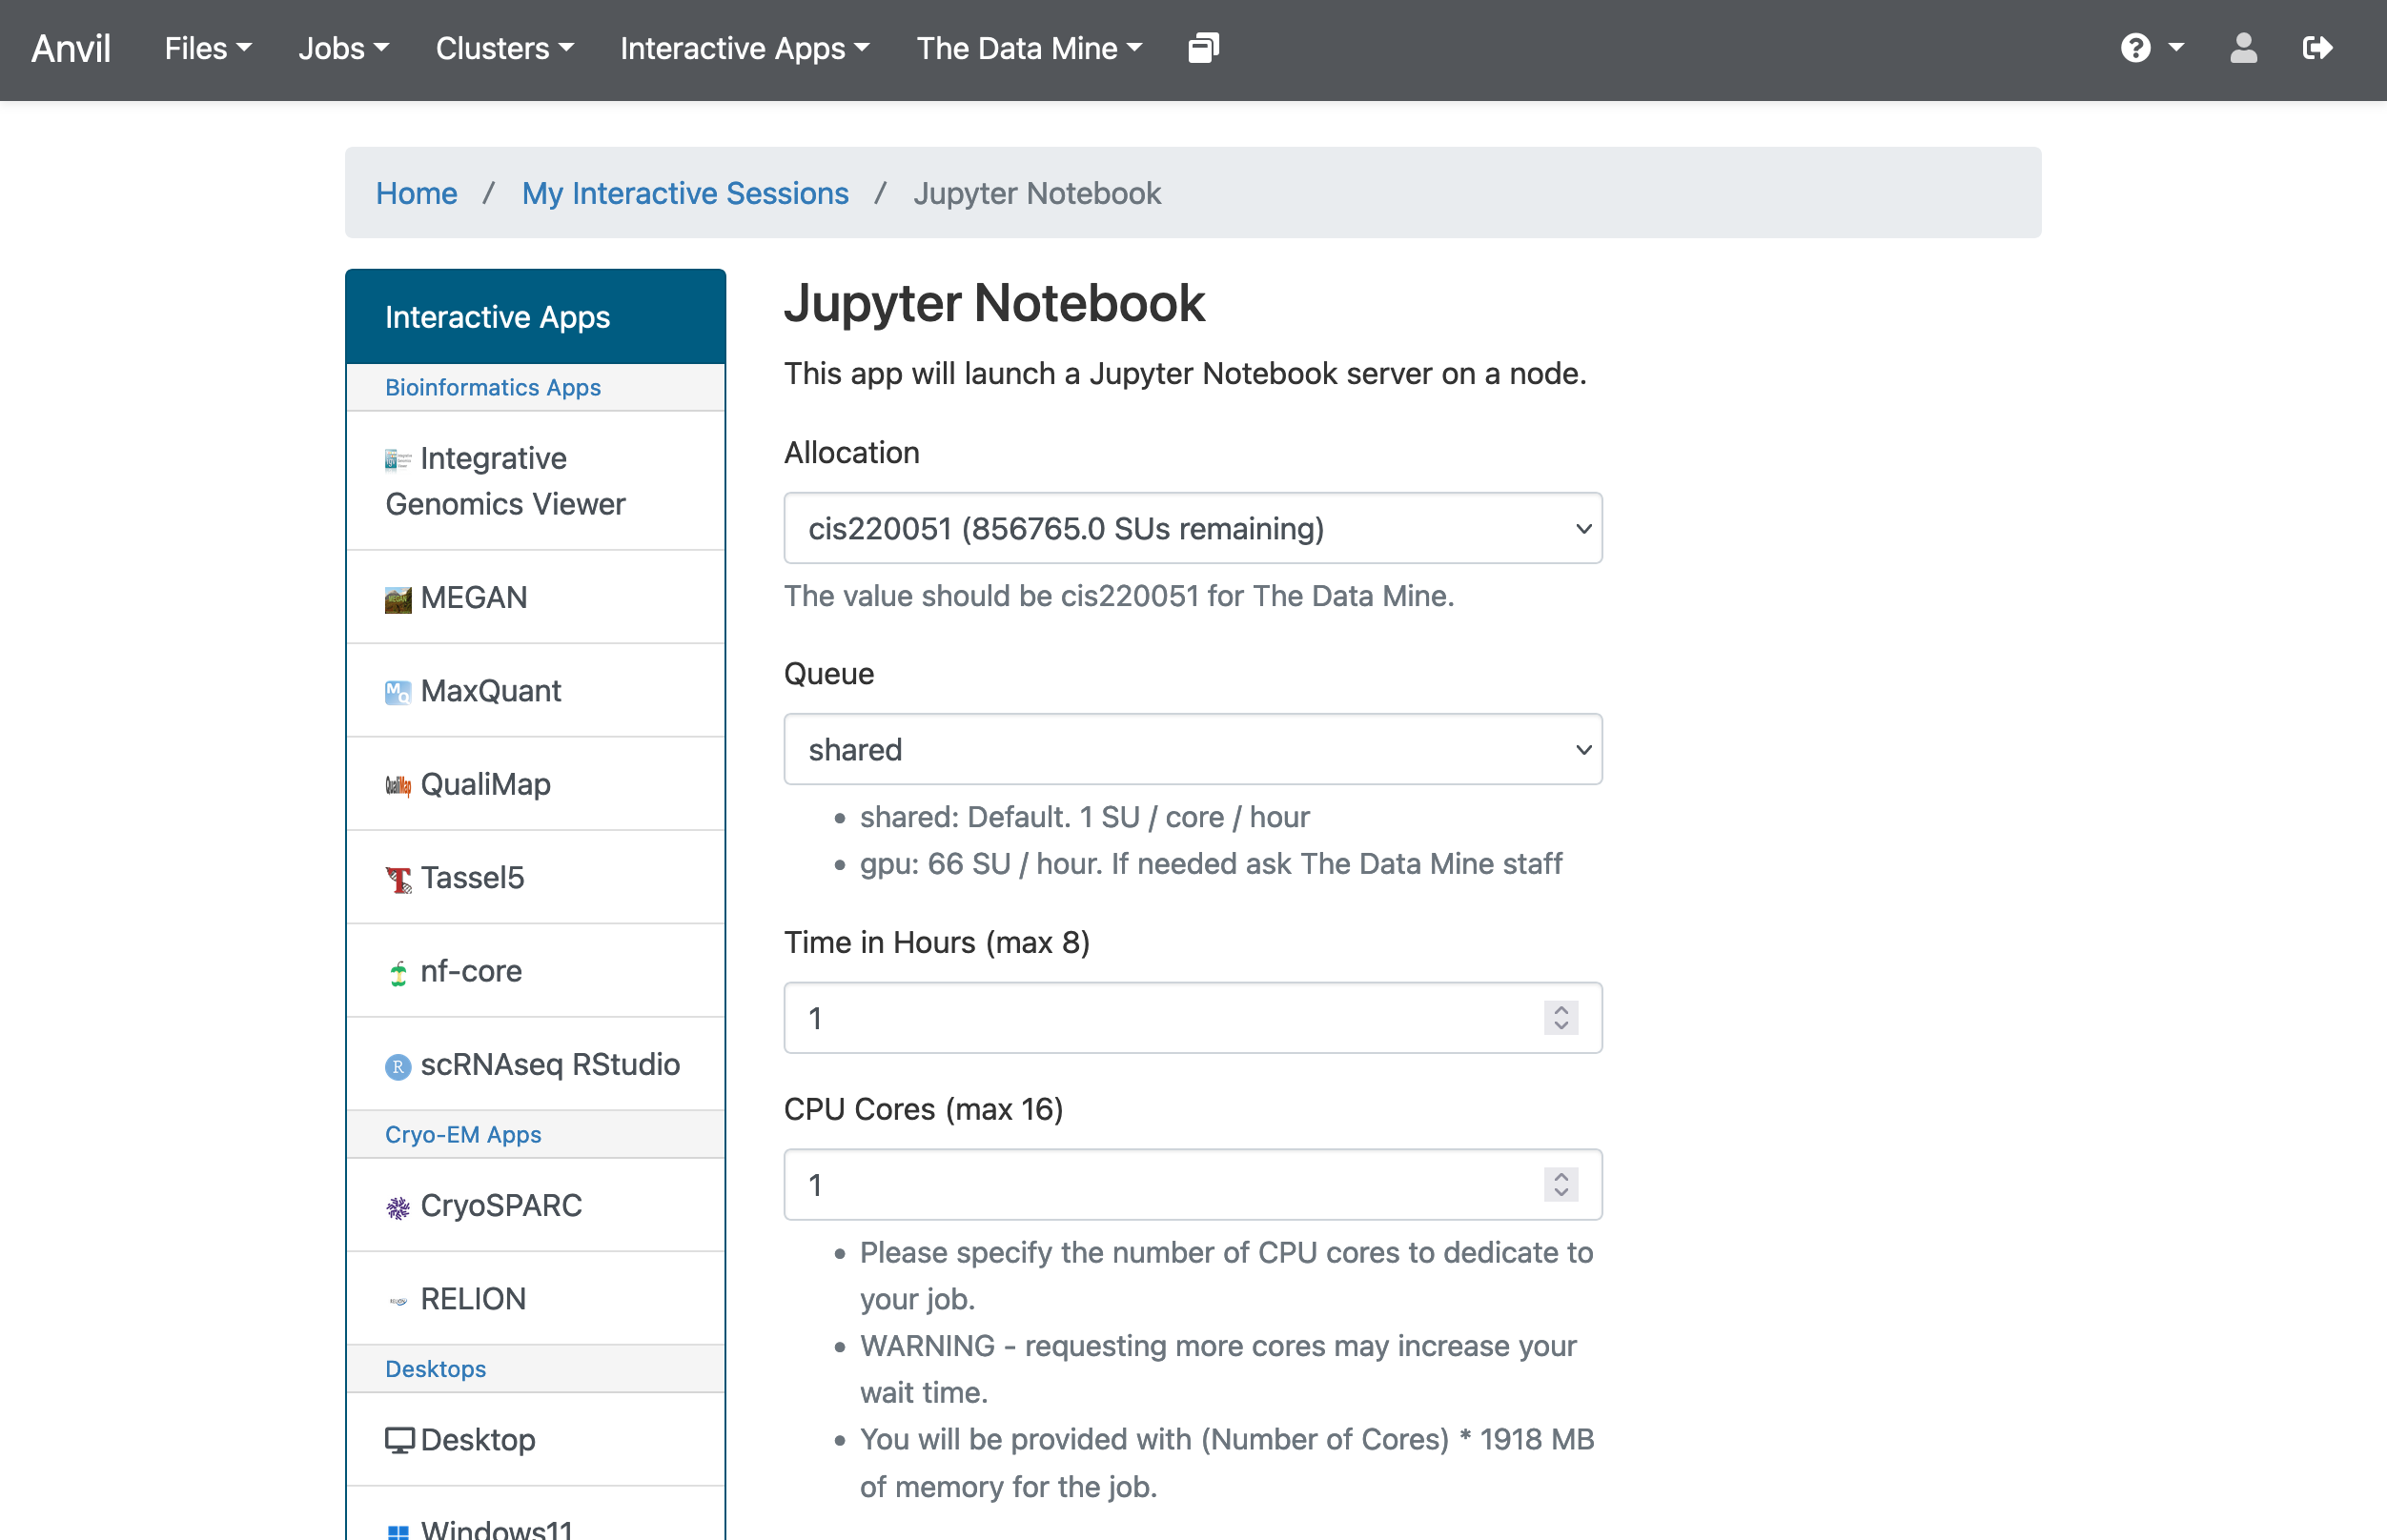 Anvil Files Jobs Clusters Interactive Apps The Data Mine
Home / My Interactive Sessions / Jupyter Notebook
Interactive Apps
Bioinformatics Apps
Integrative
Genomics Viewer
MEGAN
MaxQuant
QualiMap
Tassel5
nf-core
scRNAseq RStudio
Cryo-EM Apps
CryoSPARC
RELION
Desktops
Desktop
Windows11
Jupyter Notebook
This app will launch a Jupyter Notebook server on a node.
Allocation
cis220051 (856765.0 SUs remaining)
The value should be cis220051 for The Data Mine.
Queue
shared
• shared: Default. 1 SU / core / hour
• gpu: 66 SU / hour. If needed ask The Data Mine staff
Time in Hours (max 8)
1
CPU Cores (max 16)
1
• Please specify the number of CPU cores to dedicate to
your job.
• WARNING - requesting more cores may increase your
wait time.
• You will be provided with (Number of Cores) * 1918 MB
of memory for the job.